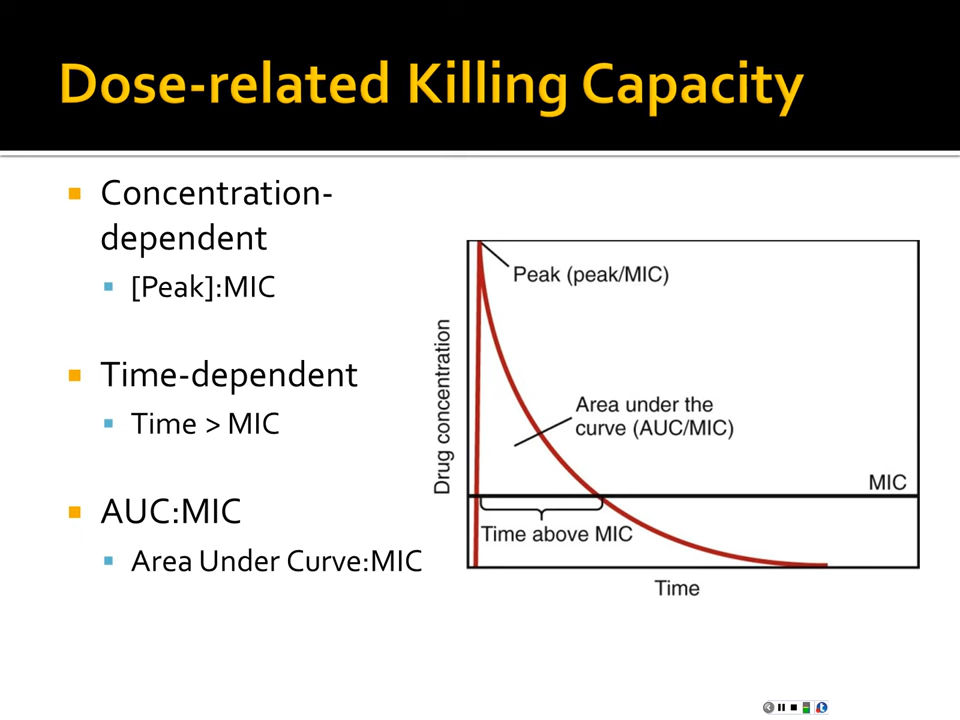 Dose-related Killing Capacity
Concentration-
dependent
[Peak]:MIC
Time-dependent
Time > MIC
AUC:MIC
Area Under Curve:MIC
Drug concentration
Peak (peak/MIC)
Area under the
curve (AUC/MIC)
MIC
Time above MIC
Time